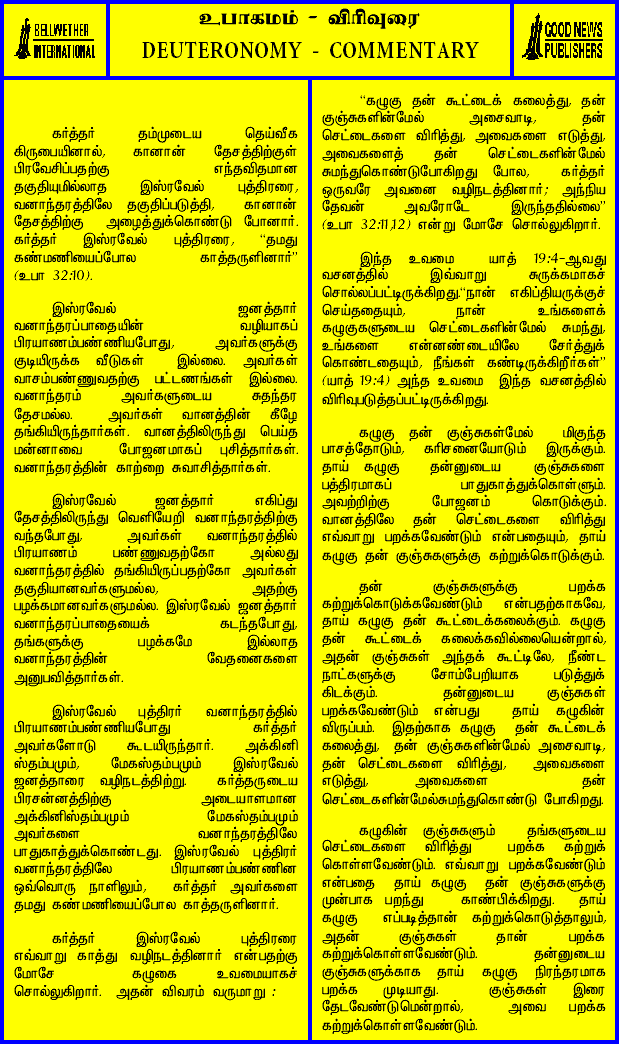 BELLWETHER
INTERNATIONAL
உபாகமம் - விரிவுரை
DEUTERONOMY - COMMENTARY
GOOD NEWS
PUBLISHERS
கர்த்தர் தம்முடைய தெய்வீக
கிருபையினால், கானான் தேசத்திற்குள்
பிரவேசிப்பதற்கு எந்தவிதமான
தகுதியுமில்லாத இஸ்ரவேல் புத்திரரை,
வனாந்தரத்திலே தகுதிப்படுத்தி, கானான்
தேசத்திற்கு அழைத்துக்கொண்டு போனார்.
கர்த்தர் இஸ்ரவேல் புத்திரரை, “தமது
கண்மணியைப்போல காத்தருளினார்”
(உபா 32:10).
இஸ்ரவேல் ஜனத்தார்
வனாந்தரப்பாதையின் வழியாகப்
பிரயாணம்பண்ணியபோது, அவர்களுக்கு
குடியிருக்க வீடுகள் இல்லை. அவர்கள்
வாசம்பண்ணுவதற்கு பட்டணங்கள் இல்லை.
வனாந்தரம் அவர்களுடைய சுதந்தர
தேசமல்ல. அவர்கள் வானத்தின் கீழே
தங்கியிருந்தார்கள். வானத்திலிருந்து பெய்த
மன்னாவை போஜனமாகப் புசித்தார்கள்.
வனாந்தரத்தின் காற்றை சுவாசித்தார்கள்.
இஸ்ரவேல் ஜனத்தார் எகிப்து
தேசத்திலிருந்து வெளியேறி வனாந்தரத்திற்கு
வந்தபோது, அவர்கள் வனாந்தரத்தில்
பிரயாணம் பண்ணுவதற்கோ அல்லது
வனாந்தரத்தில் தங்கியிருப்பதற்கோ அவர்கள்
தகுதியானவர்களுமல்ல, அதற்கு
பழக்கமானவர்களுமல்ல. இஸ்ரவேல் ஜனத்தார்
வனாந்தரப்பாதையைக் கடந்தபோது,
தங்களுக்கு பழக்கமே இல்லாத
வனாந்தரத்தின் வேதனைகளை
அனுபவித்தார்கள்.
இஸ்ரவேல் புத்திரர் வனாந்தரத்தில்
பிரயாணம்பண்ணியபோது கர்த்தர்
அவர்களோடு கூடயிருந்தார். அக்கினி
ஸ்தம்பமும், மேகஸ்தம்பமும் இஸ்ரவேல்
ஜனத்தாரை வழிநடத்திற்று. கர்த்தருடைய
பிரசன்னத்திற்கு அடையாளமான
அக்கினிஸ்தம்பமும் மேகஸ்தம்பமும்
அவர்களை வனாந்தரத்திலே
பாதுகாத்துக்கொண்டது. இஸ்ரவேல் புத்திரர்
வனாந்தரத்திலே பிரயாணம்பண்ணின
ஒவ்வொரு நாளிலும், கர்த்தர் அவர்களை
தமது கண்மணியைப்போல காத்தருளினார்.
கர்த்தர் இஸ்ரவேல் புத்திரரை
எவ்வாறு காத்து வழிநடத்தினார் என்பதற்கு
மோசே கழுகை உவமையாகச்
சொல்லுகிறார். அதன் விவரம் வருமாறு :
“கழுகு தன் கூட்டைக் கலைத்து, தன்
குஞ்சுகளின்மேல் அசைவாடி, தன்
செட்டைகளை விரித்து, அவைகளை எடுத்து,
அவைகளைத் தன் செட்டைகளின்மேல்
சுமந்துகொண்டுபோகிறது போல, கர்த்தர்
ஒருவரே அவனை வழிநடத்தினார்; அந்நிய
தேவன் அவரோடே இருந்ததில்லை”
(உபா 32:11,12) என்று மோசே சொல்லுகிறார்.
இந்த உவமை யாத் 19:4-ஆவது
வசனத்தில் இவ்வாறு சுருக்கமாகச்
சொல்லப்பட்டிருக்கிறது.“நான் எகிப்தியருக்குச்
செய்ததையும், நான் உங்களைக்
கழுகுகளுடைய செட்டைகளின்மேல் சுமந்து,
உங்களை என்னண்டையிலே சேர்த்துக்
கொண்டதையும், நீங்கள் கண்டிருக்கிறீர்கள்”
(யாத் 19:4) அந்த உவமை இந்த வசனத்தில்
விரிவுபடுத்தப்பட்டிருக்கிறது.
கழுகு தன் குஞ்சுகள்மேல் மிகுந்த
பாசத்தோடும், கரிசனையோடும் இருக்கும்.
தாய் கழுகு தன்னுடைய குஞ்சுகளை
பத்திரமாகப் பாதுகாத்துக்கொள்ளும்.
அவற்றிற்கு போஜனம் கொடுக்கும்.
வானத்திலே தன் செட்டைகளை விரித்து
எவ்வாறு பறக்கவேண்டும் என்பதையும், தாய்
கழுகு தன் குஞ்சுகளுக்கு கற்றுக்கொடுக்கும்.
தன் குஞ்சுகளுக்கு பறக்க
கற்றுக்கொடுக்கவேண்டும் என்பதற்காகவே,
தாய் கழுகு தன் கூட்டைக்கலைக்கும். கழுகு
தன் கூட்டைக் கலைக்கவில்லையென்றால்,
அதன் குஞ்சுகள் அந்தக் கூட்டிலே, நீண்ட
நாட்களுக்கு சோம்பேறியாக படுத்துக்
கிடக்கும். தன்னுடைய குஞ்சுகள்
பறக்கவேண்டும் என்பது தாய் கழுகின்
விருப்பம். இதற்காக கழுகு தன் கூட்டைக்
கலைத்து, தன் குஞ்சுகளின்மேல் அசைவாடி,
தன் செட்டைகளை விரித்து, அவைகளை
எடுத்து, அவைகளை தன்
செட்டைகளின்மேல்சுமந்துகொண்டு போகிறது.
கழுகின் குஞ்சுகளும் தங்களுடைய
செட்டைகளை விரித்து பறக்க கற்றுக்
கொள்ளவேண்டும். எவ்வாறு பறக்கவேண்டும்
என்பதை தாய் கழுகு தன் குஞ்சுகளுக்கு
முன்பாக பறந்து காண்பிக்கிறது. தாய்
கழுகு எப்படித்தான் கற்றுக்கொடுத்தாலும்,
அதன் குஞ்சுகள் தான் பறக்க
கற்றுக்கொள்ளவேண்டும். தன்னுடைய
குஞ்சுகளுக்காக தாய் கழுகு நிரந்தரமாக
பறக்க முடியாது. குஞ்சுகள் இரை
தேடவேண்டுமென்றால், அவை பறக்க
கற்றுக்கொள்ளவேண்டும்.